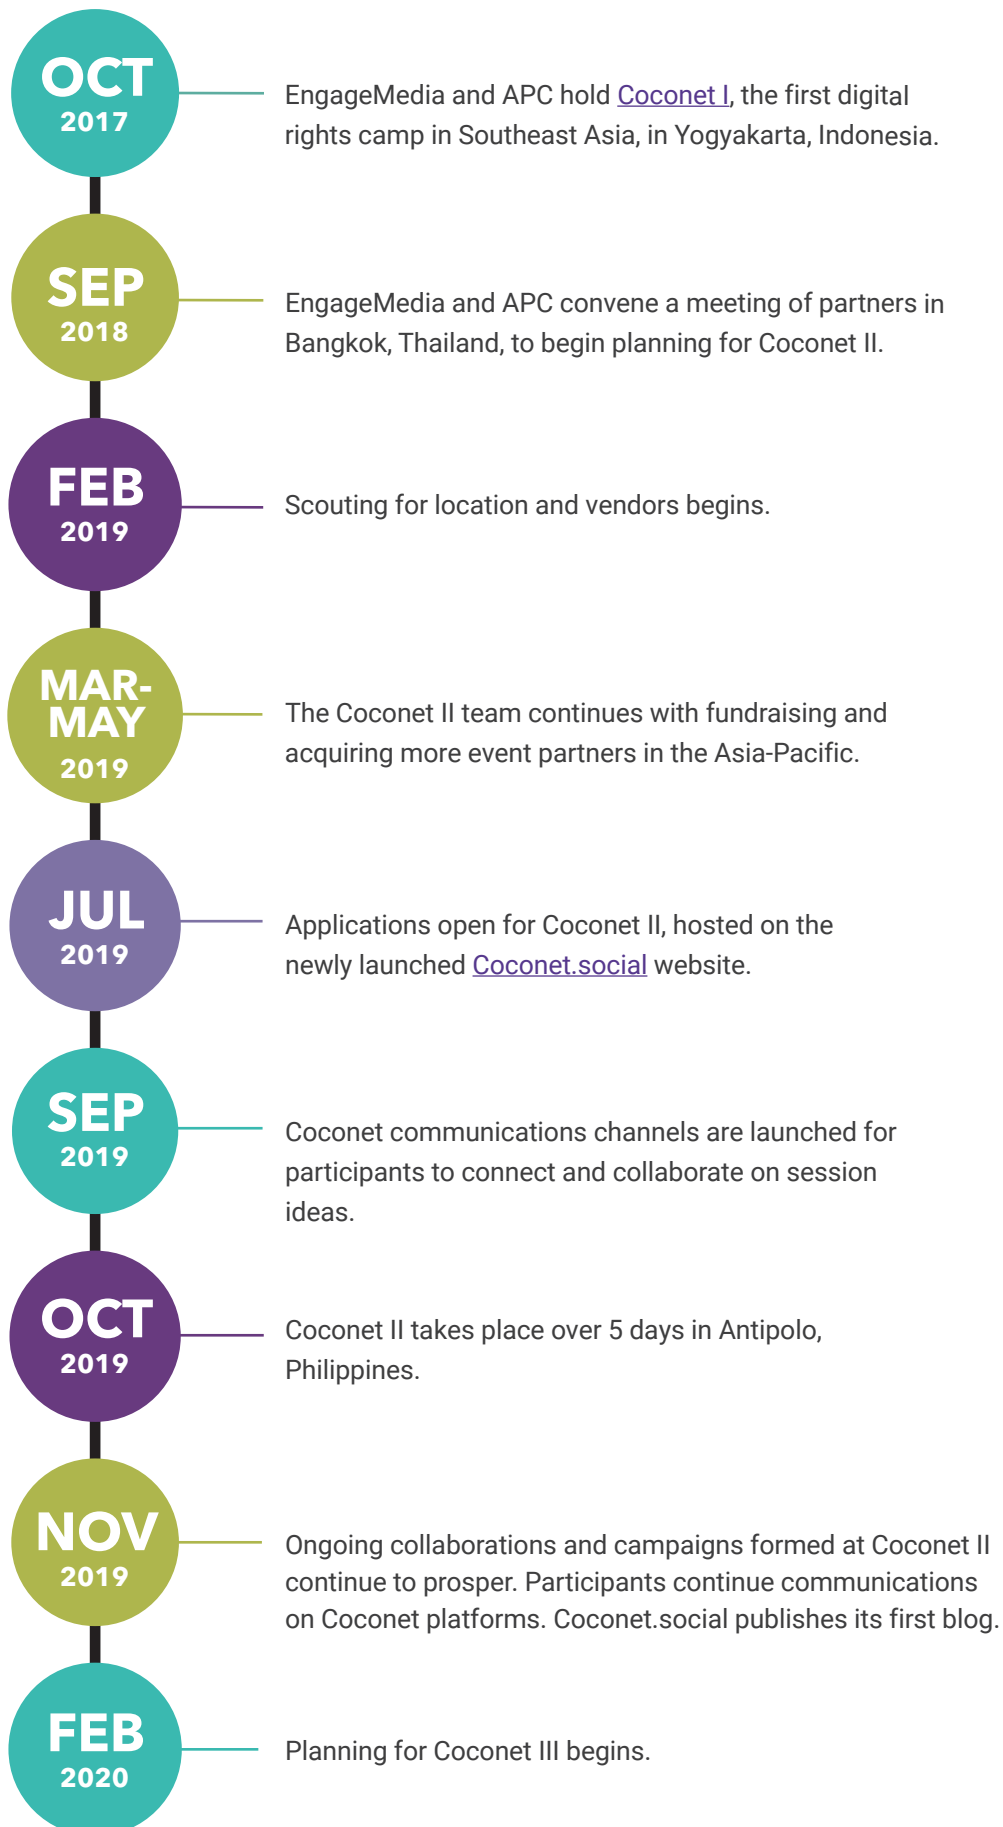 OCT
2017
EngageMedia and APC hold Coconet I, the first digital
rights camp in Southeast Asia, in Yogyakarta, Indonesia.
SEP
2018
EngageMedia and APC convene a meeting of partners in
Bangkok, Thailand, to begin planning for Coconet II.
FEB
2019
Scouting for location and vendors begins.
MAR-
MAY
2019
The Coconet II team continues with fundraising and
acquiring more event partners in the Asia-Pacific.
JUL
2019
Applications open for Coconet II, hosted on the
newly launched Coconet.social website.
SEP
2019
Coconet communications channels are launched for
participants to connect and collaborate on session
ideas.
OCT
2019
Coconet II takes place over 5 days in Antipolo,
Philippines.
NOV
2019
Ongoing collaborations and campaigns formed at Coconet II
continue to prosper. Participants continue communications
on Coconet platforms. Coconet.social publishes its first blog.
FEB
2020
Planning for Coconet III begins.